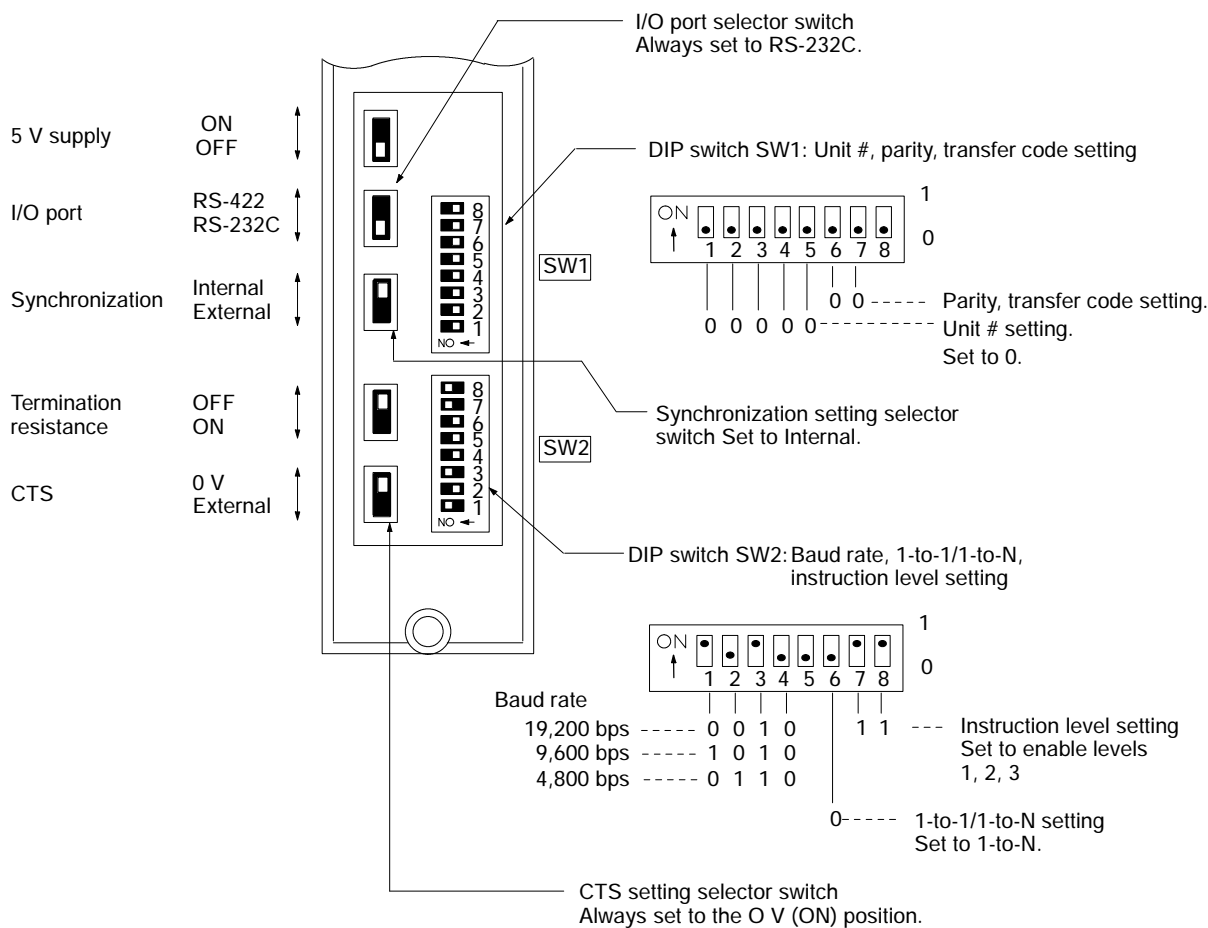 I/O port selector switch
Always set to RS-232C.
5 V supply
ON
OFF
DIP switch SW1: Unit #, parity, transfer code setting
I/O port
RS-422
RS-232C
8
7
6
5
4
3
2
1
NO
SW1
ON
1 2 3 4 5 6 7 8
1
0
0 0 Parity, transfer code setting.
0 0 0 0 0 Unit # setting.
Set to 0.
Synchronization
Internal
External
Synchronization setting selector
switch Set to Internal.
Termination
resistance
OFF
ON
8
7
6
5
4
3
2
1
NO
SW2
CTS
0 V
External
DIP switch SW2: Baud rate, 1-to-1/1-to-N,
instruction level setting
ON
1 2 3 4 5 6 7 8
1
0
Baud rate
19,200 bps 0 0 1 0
9,600 bps 1 0 1 0
4,800 bps 0 1 1 0
1 1 Instruction level setting
Set to enable levels
1, 2, 3
0 1-to-1/1-to-N setting
Set to 1-to-N.
CTS setting selector switch
Always set to the O V (ON) position.